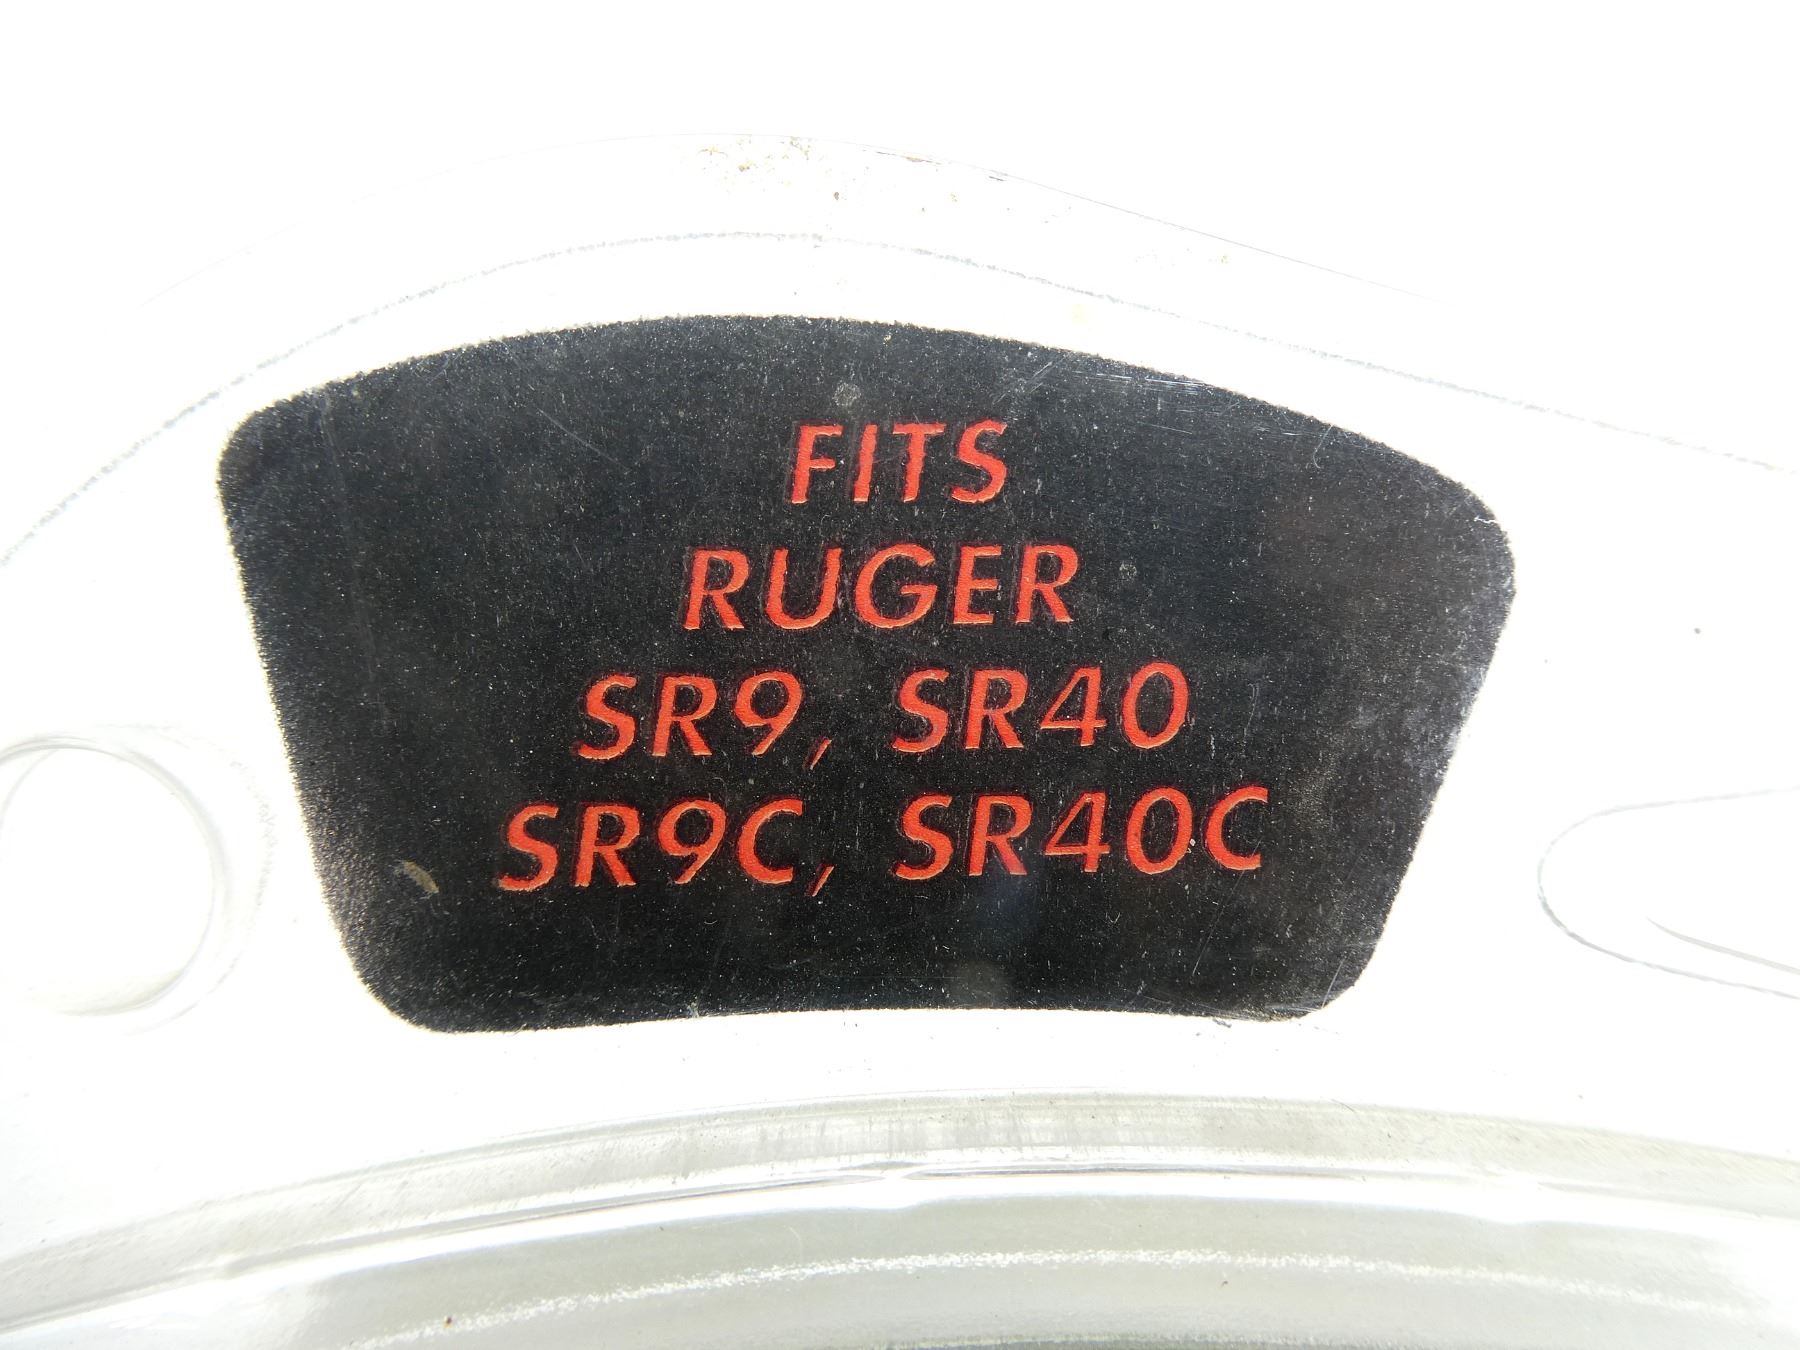 FITS
RUGER
SR9, SR40
SR9C, SR40C